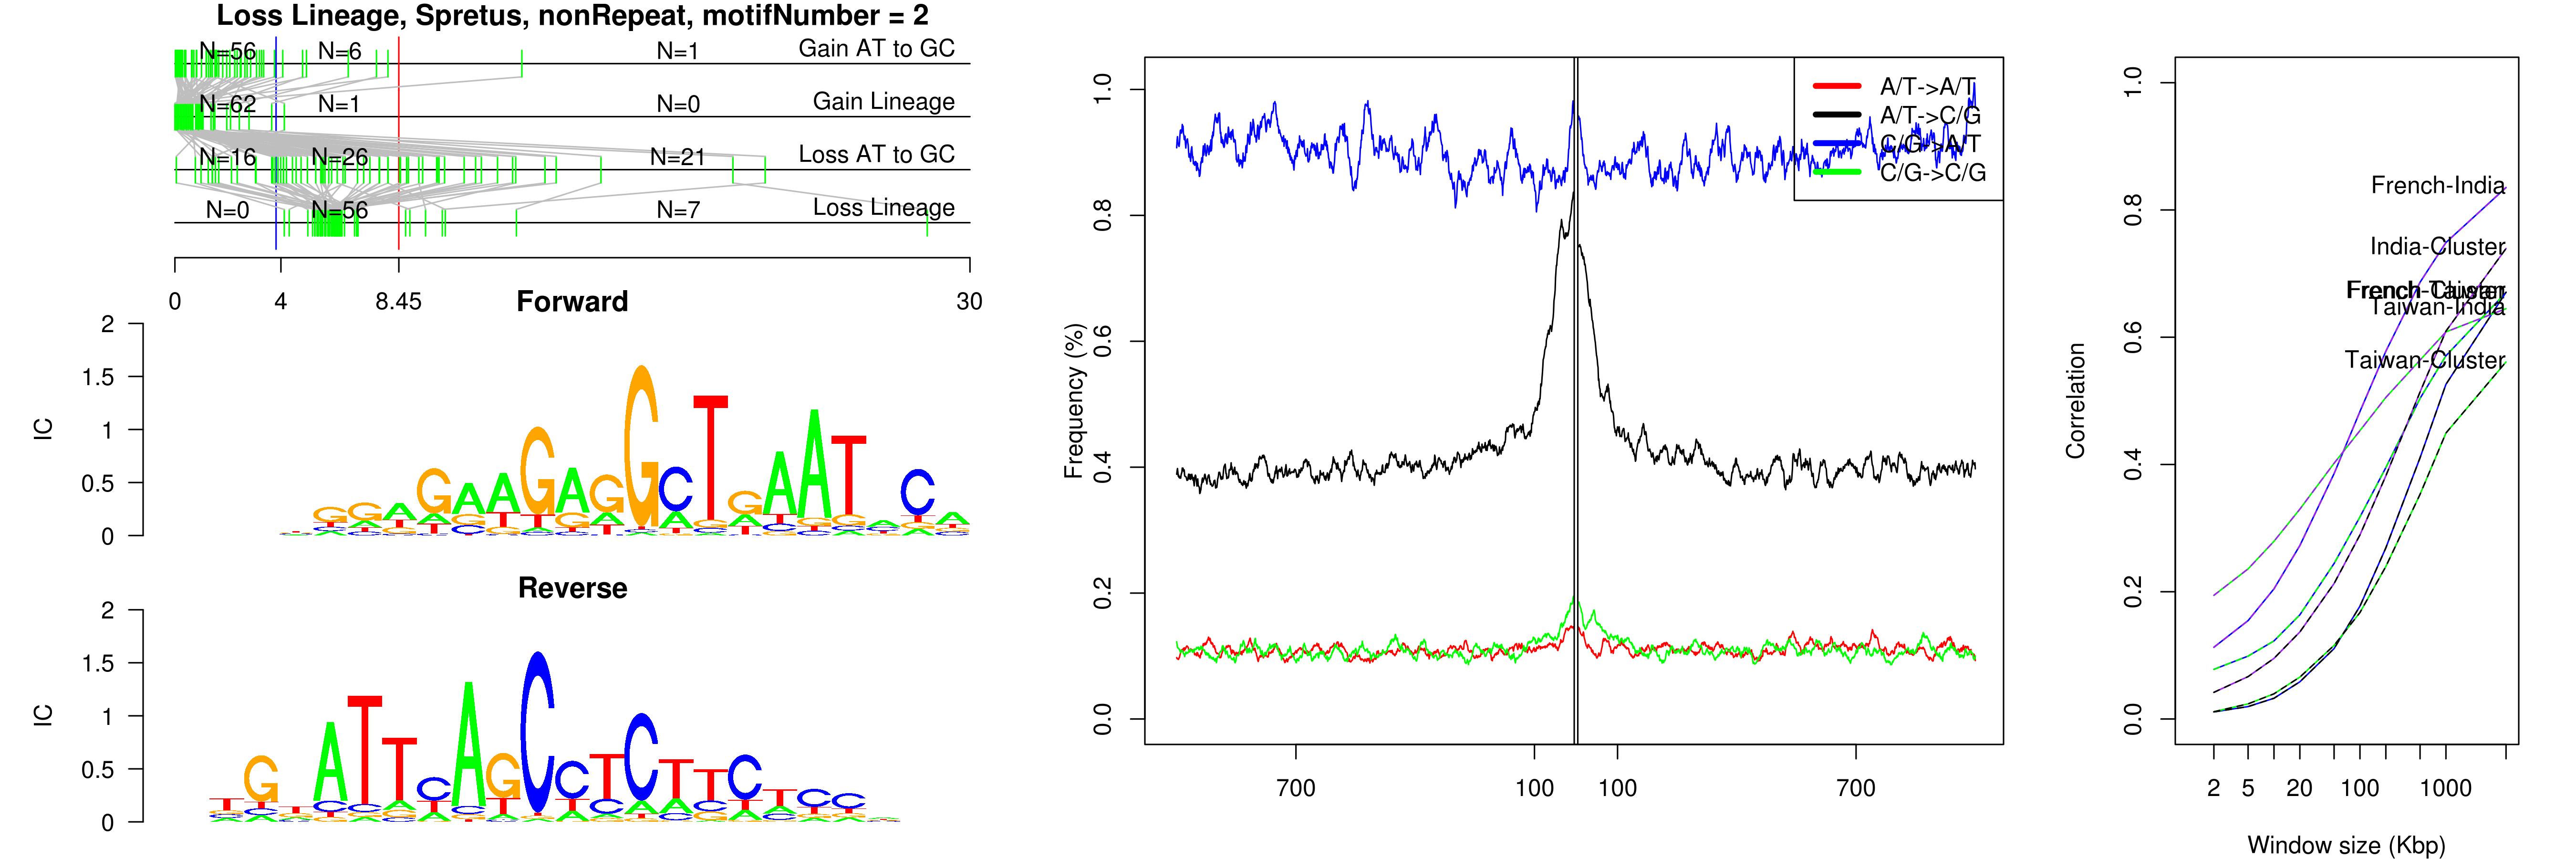 Loss Lineage, Spretus, nonRepeat, motifNumber = 2
N=56 N=6 N=1 Gain AT to GC
N=62 N=1 N=0 Gain Lineage
N=16 N=26 N=21 Loss AT to GC
N=0 N=56 N=7 Loss Lineage
0 4 8.45 30
Forward
2
1.5
1
0.5
0
IC
Reverse
2
1.5
1
0.5
0
IC
1.0
0.8
0.6
0.4
0.2
0.0
Frequency (%)
A/T->A/T
A/T->C/G
C/G->A/T
C/G->C/G
700 100 100 700
1.0
0.8
0.6
0.4
0.2
0.0
Correlation
French-India
India-Cluster
French-Taiwan
French-Cluster
Taiwan-India
Taiwan-Cluster
2 5 20 100 1000
Window size (Kbp)